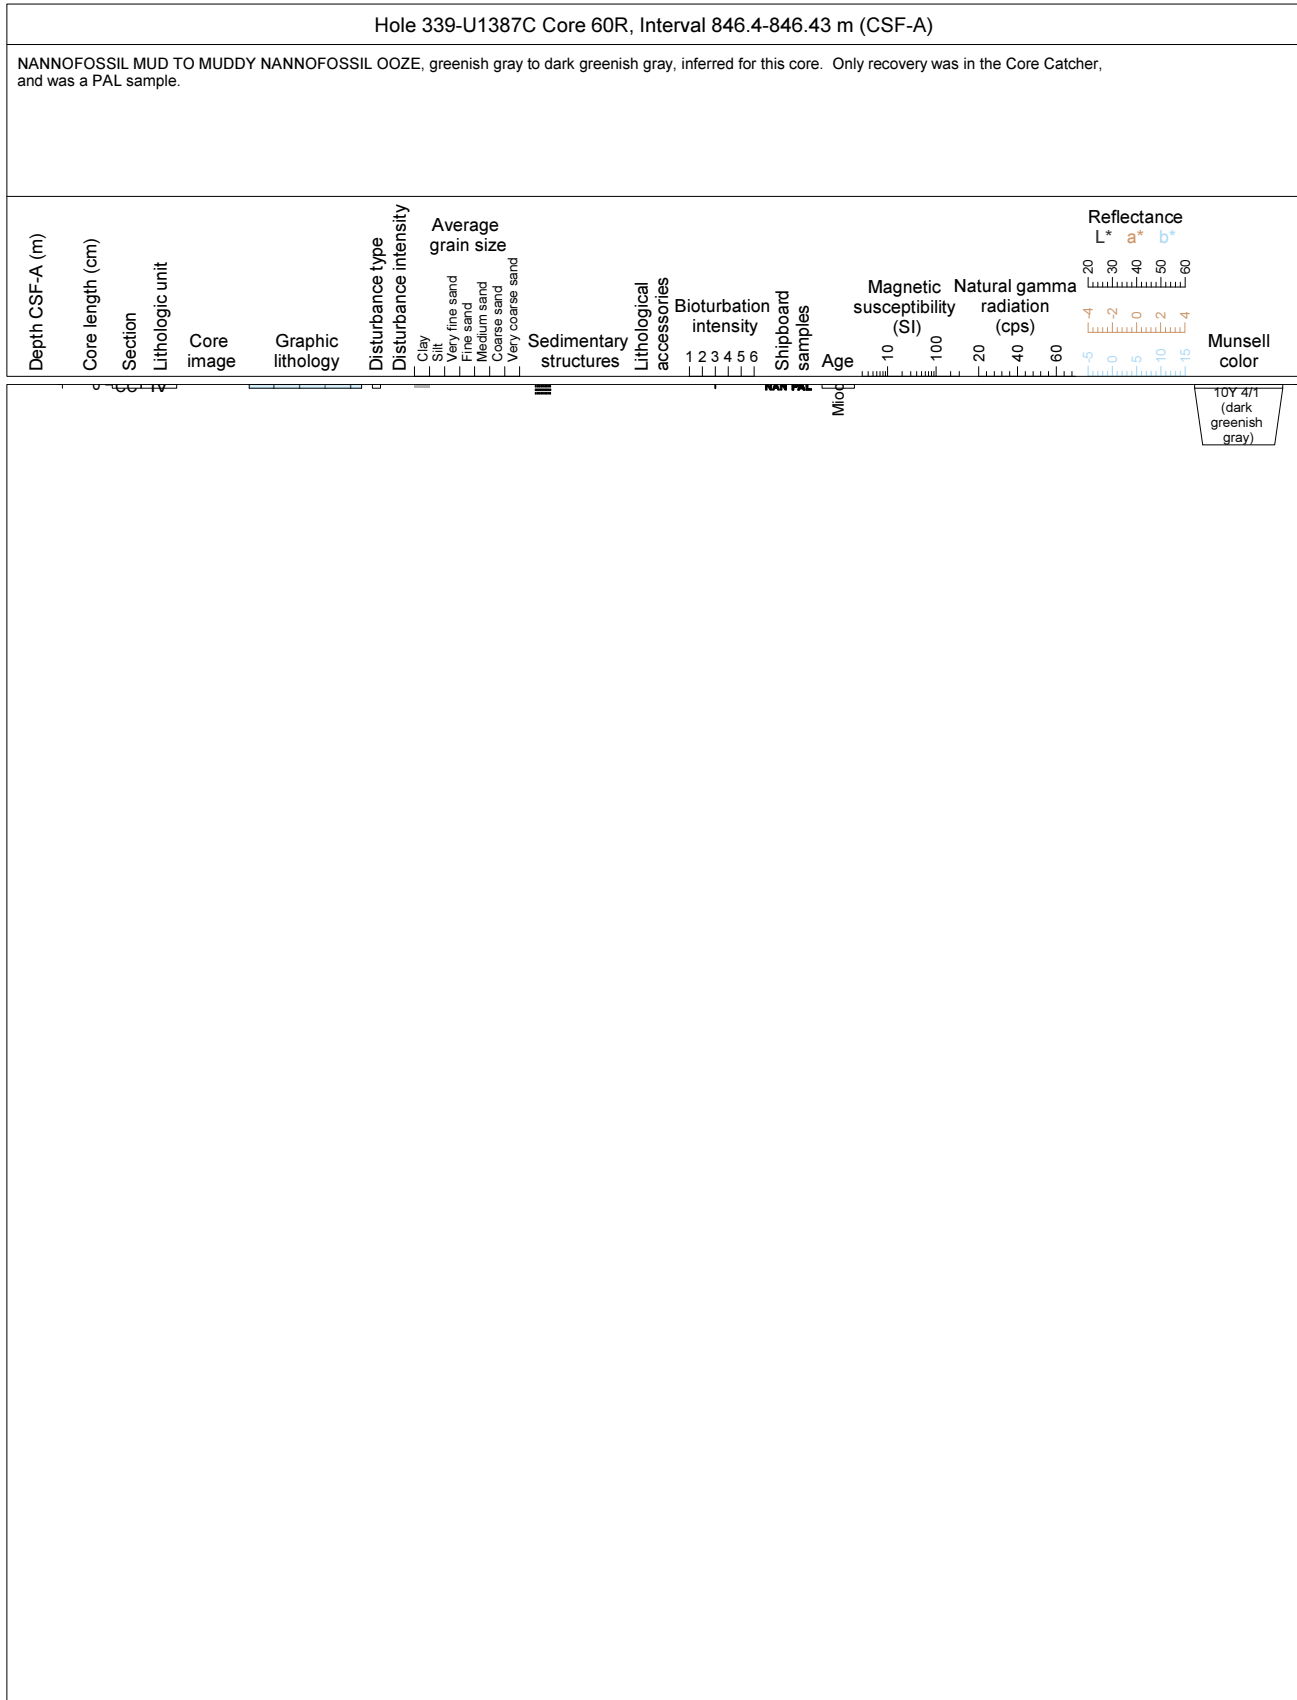 Hole 339-U1387C Core 60R, Interval 846.4-846.43 m (CSF-A)
NANNOFOSSIL MUD TO MUDDY NANNOFOSSIL OOZE, greenish gray to dark greenish gray, inferred for this core.  Only recovery was in the Core Catcher,
and was a PAL sample.
Depth CSF-A (m)
Core length (cm)
Section
Lithologic unit
Core
image
Graphic
lithology
Disturbance type
Disturbance intensity
Average
grain size
Clay
Silt
Very fine sand
Fine sand
Medium sand
Coarse sand
Very coarse sand
Sedimentary
structures
Lithological
accessories
Bioturbation
intensity
1 2 3 4 5 6
Shipboard
samples
Age
Magnetic
susceptibility
(SI)
10 100
Natural gamma
radiation
(cps)
20 40 60
Reflectance
L* a* b*
20 30 40 50 60
-4 -2 0 2 4
-5 0 5 10 15
Munsell
color
CC IV
NAN PAL
Mioc
10Y 4/1
(dark
greenish
gray)